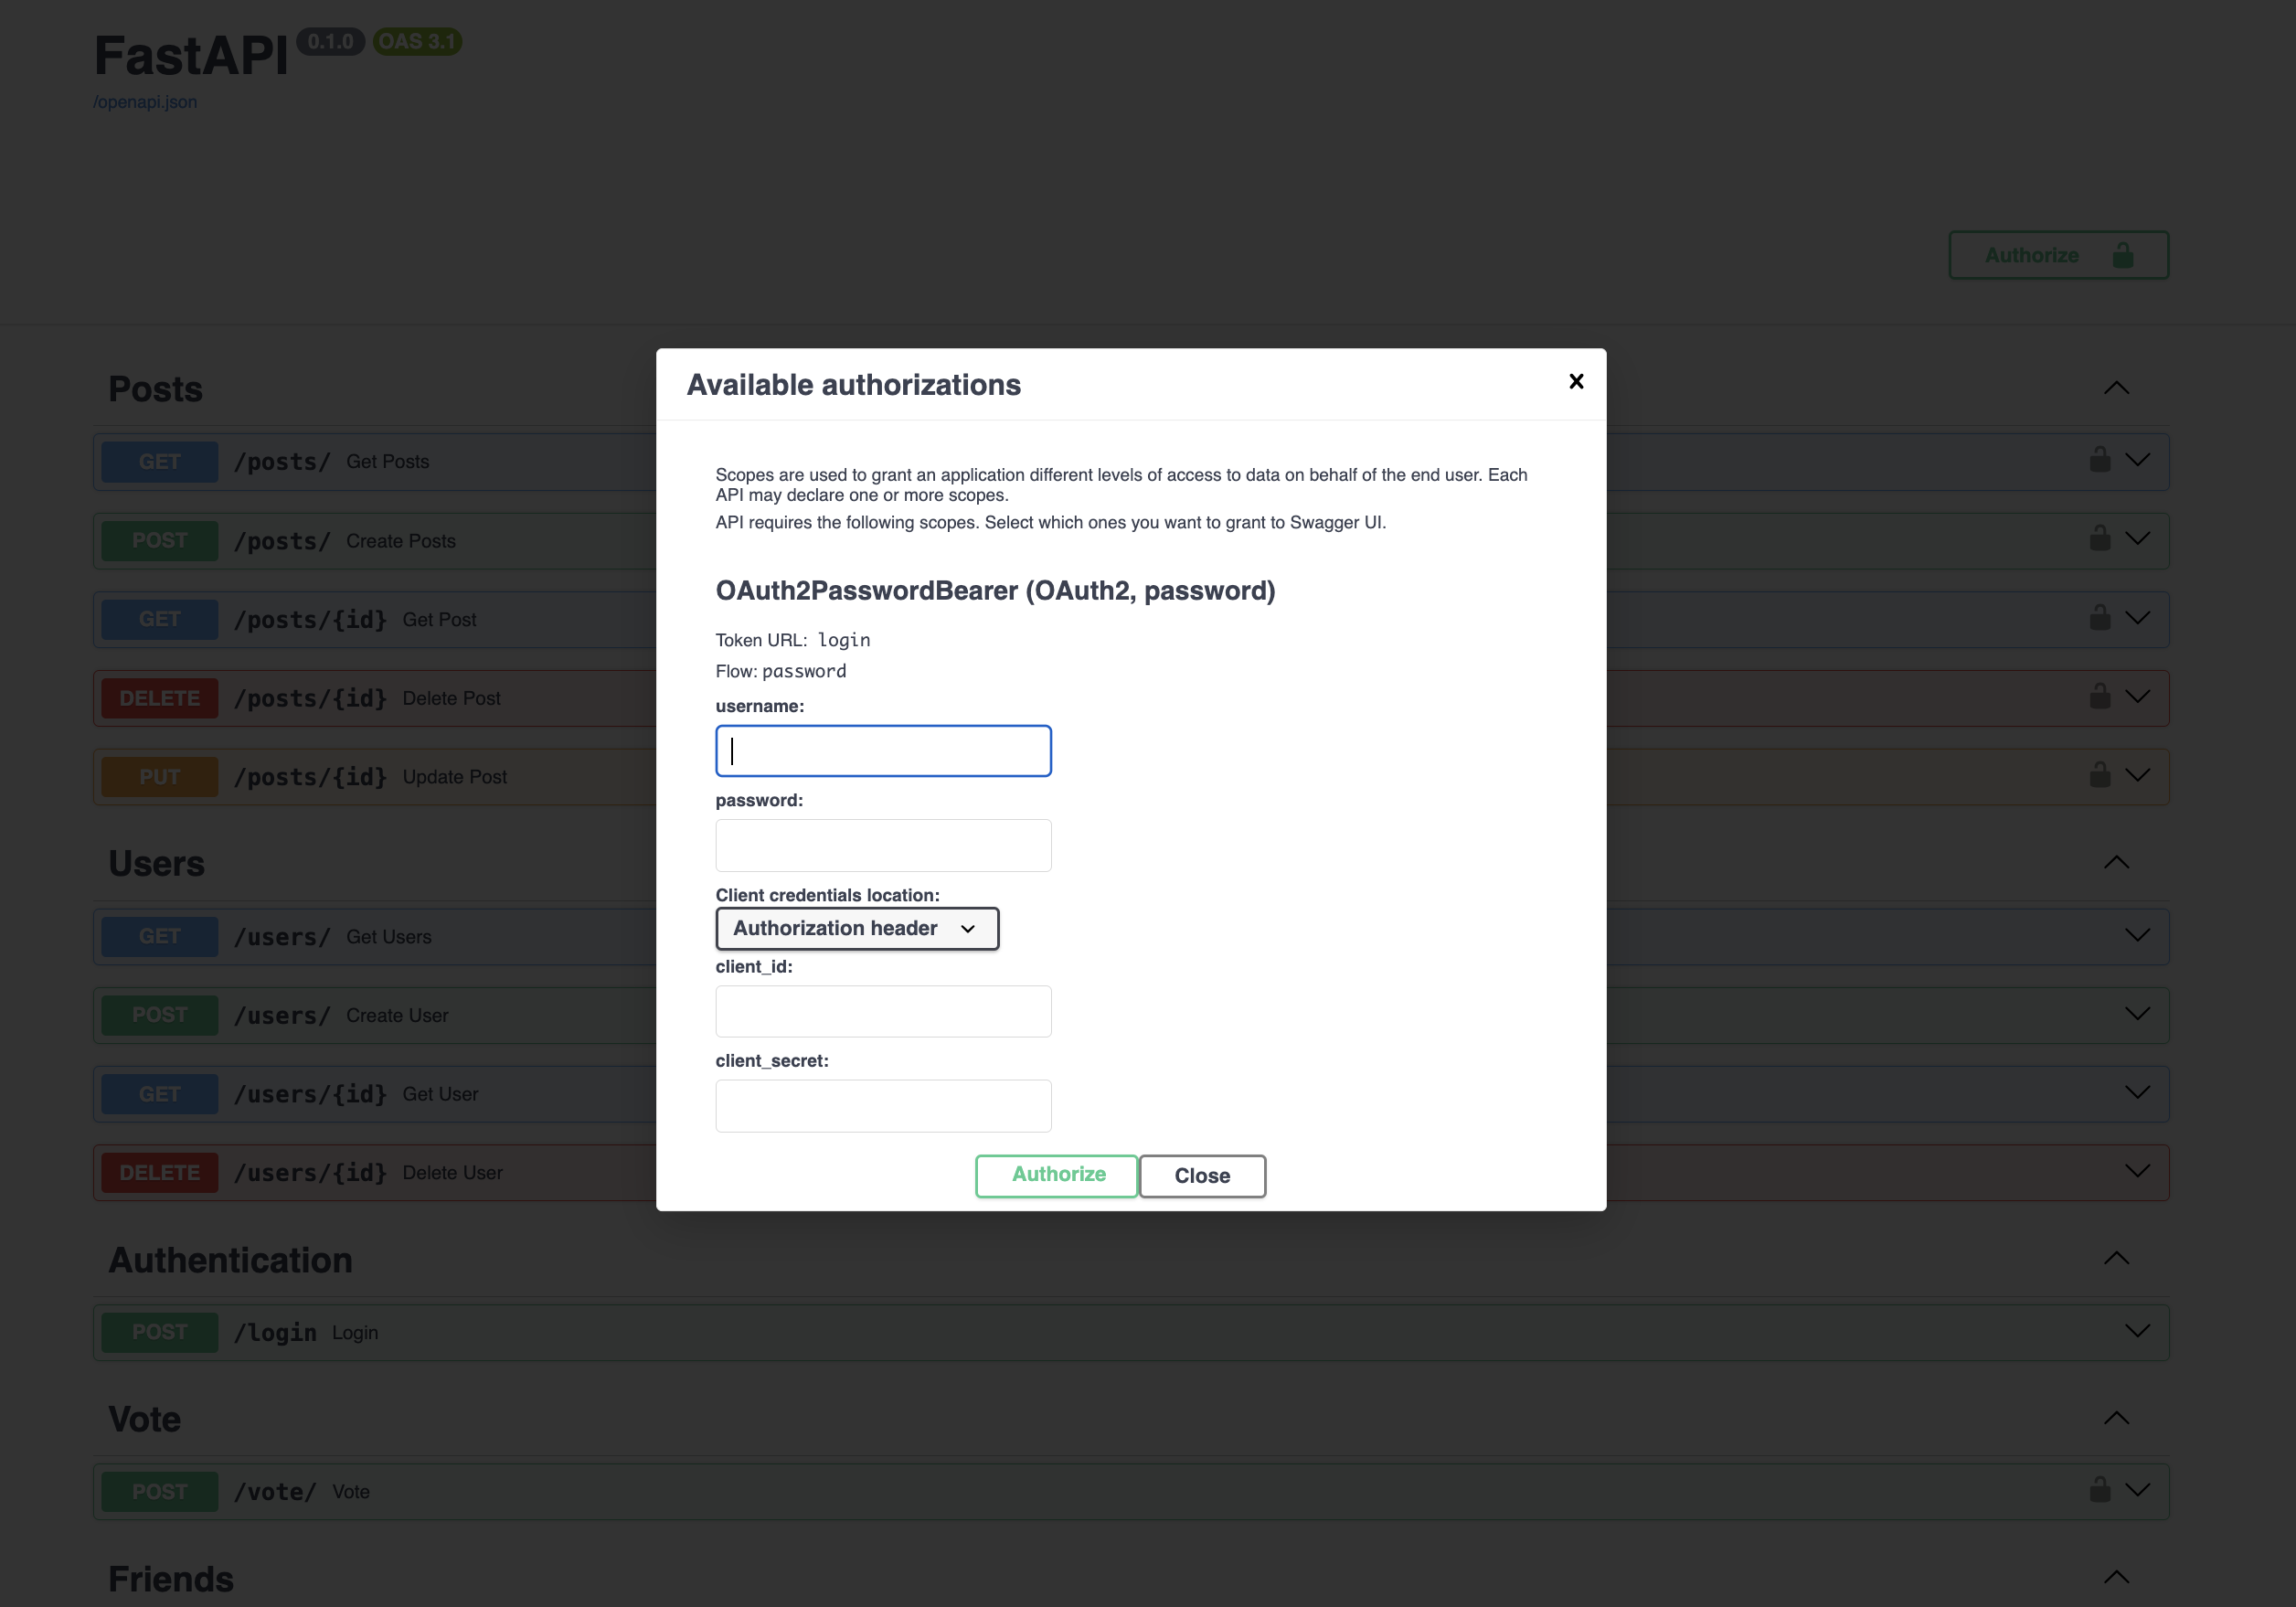 FastAPI 0.1.0 OAS 3.1
/openapi.json
Authorize
Posts
GET /posts/ Get Posts
POST /posts/ Create Posts
GET /posts/{id} Get Post
DELETE /posts/{id} Delete Post
PUT /posts/{id} Update Post
Users
GET /users/ Get Users
POST /users/ Create User
GET /users/{id} Get User
DELETE /users/{id} Delete User
Authentication
POST /login Login
Vote
POST /vote/ Vote
Friends
Available authorizations
Scopes are used to grant an application different levels of access to data on behalf of the end user. Each
API may declare one or more scopes.
API requires the following scopes. Select which ones you want to grant to Swagger UI.
OAuth2PasswordBearer (OAuth2, password)
Token URL: login
Flow: password
username:
password:
Client credentials location:
Authorization header
client_id:
client_secret:
Authorize Close